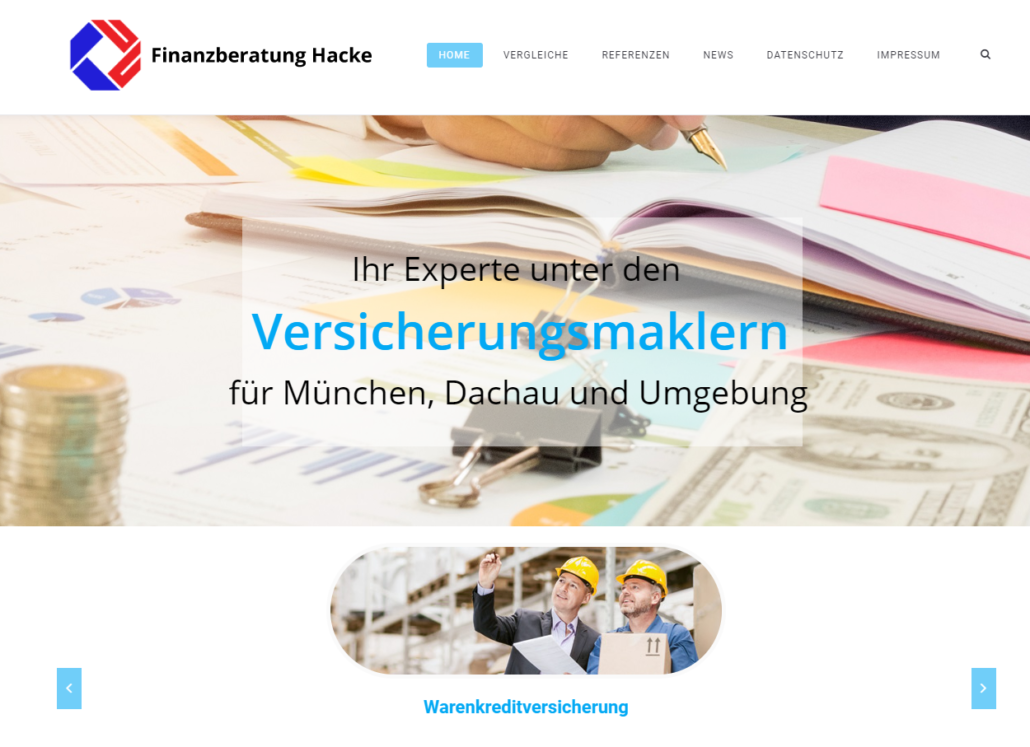 Finanzberatung Hacke
HOME VERGLEICHE REFERENZEN NEWS DATENSCHUTZ IMPRESSUM
Ihr Experte unter den
Versicherungsmaklern
für München, Dachau und Umgebung
Warenkreditversicherung